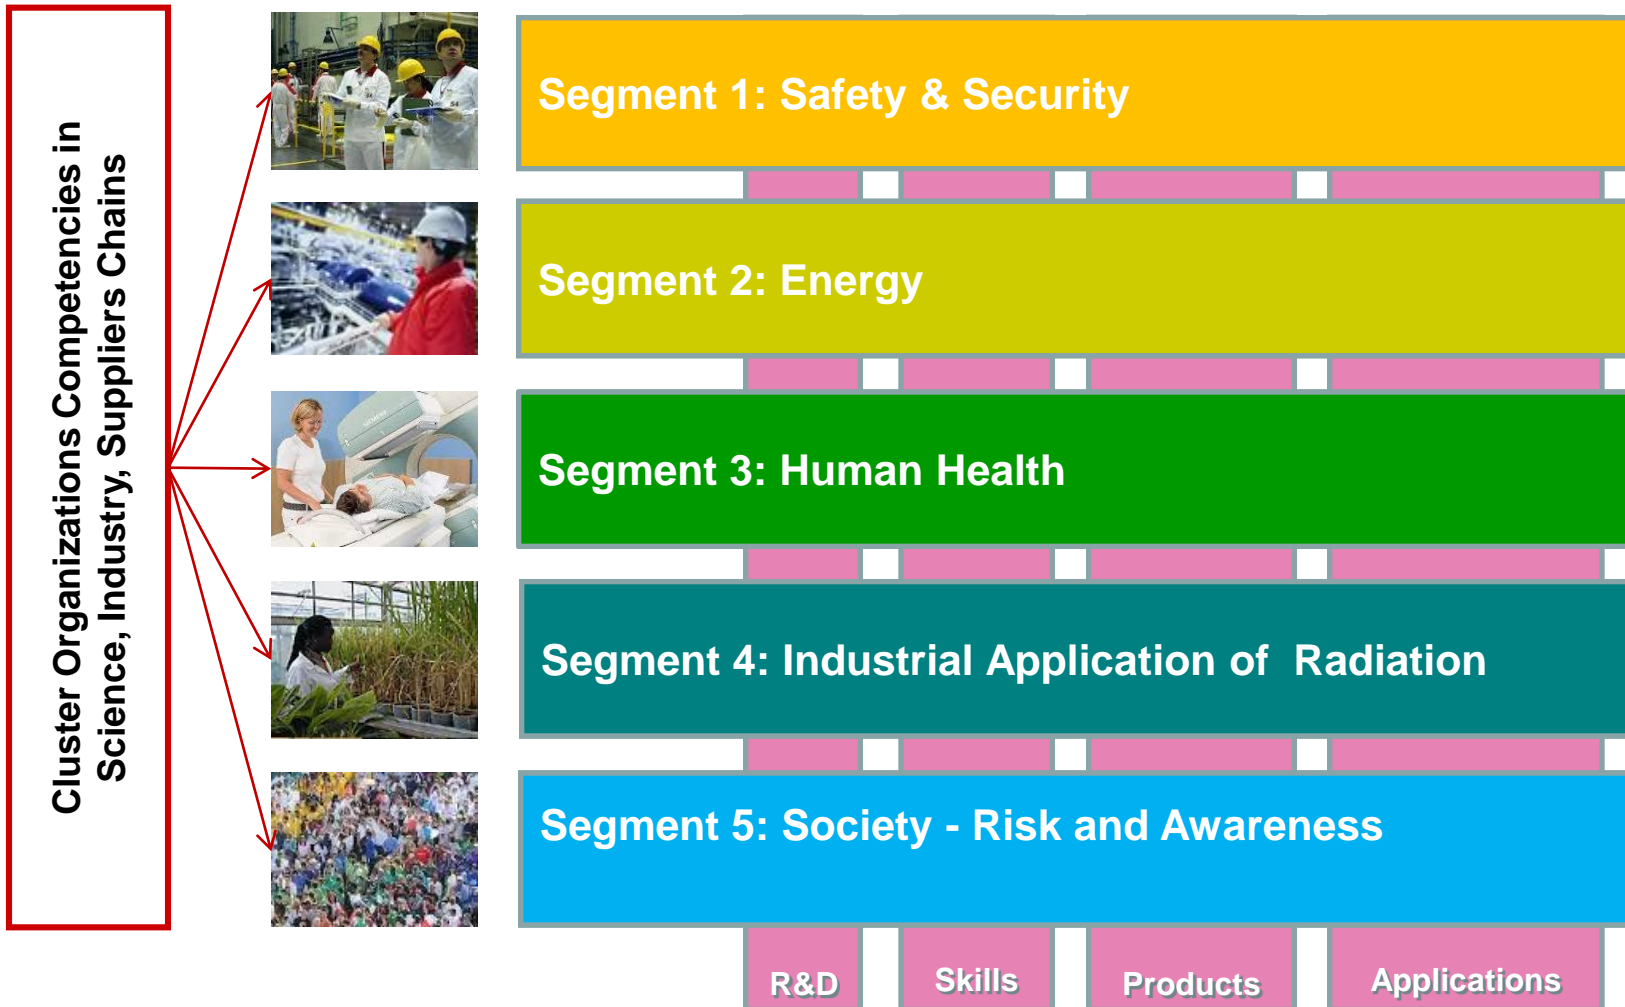 Cluster Organizations Competencies in
Science, Industry, Suppliers Chains
Segment 1: Safety & Security
Segment 2: Energy
SIEMENS
Segment 3: Human Health
Segment 4: Industrial Application of  Radiation
Segment 5: Society - Risk and Awareness
R&D
Skills
Products
Applications